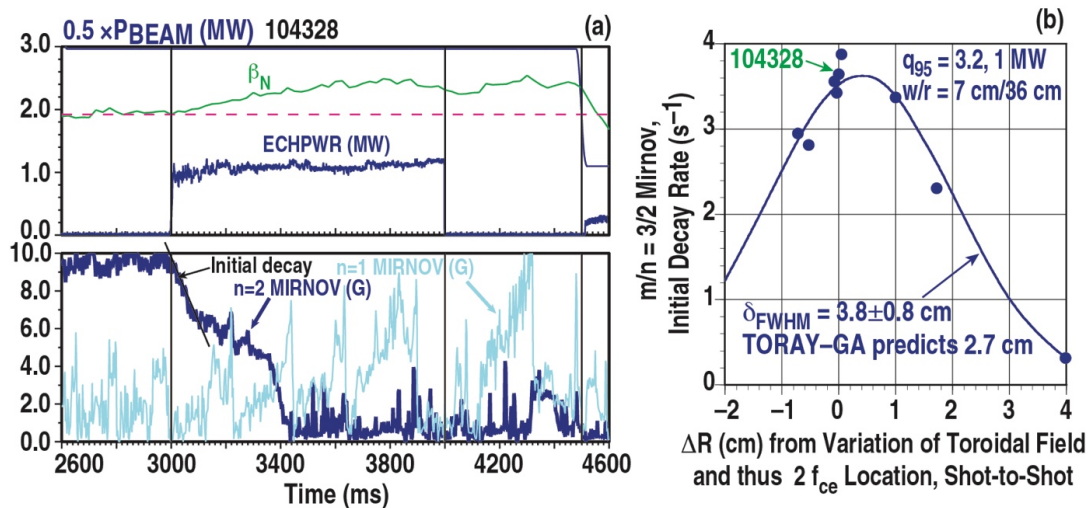 0.5 ×PBEAM (MW) 104328 (a)
3.0
2.0
1.0
0.0
βN
ECHPWR (MW)
10.0
8.0
6.0
4.0
2.0
0.0
Initial decay
n=1 MIRNOV (G)
n=2 MIRNOV (G)
2600 3000 3400 3800 4200 4600
Time (ms)
(b)
m/n = 3/2 Mirnov,
Initial Decay Rate (s–1)
4
3
2
1
0
104328
q95 = 3.2, 1 MW
w/r = 7 cm/36 cm
δFWHM = 3.8±0.8 cm
TORAY–GA predicts 2.7 cm
–2 –1 0 1 2 3 4
ΔR (cm) from Variation of Toroidal Field
and thus 2 fce Location, Shot-to-Shot